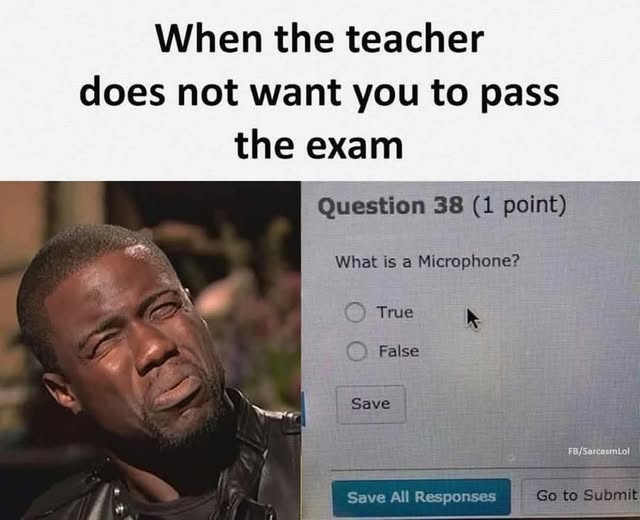 When the teacher
does not want you to pass
the exam
Question 38 (1 point)
What is a Microphone?
True
False
Save
FB/SarcasmLol
Save All Responses
Go to Submit